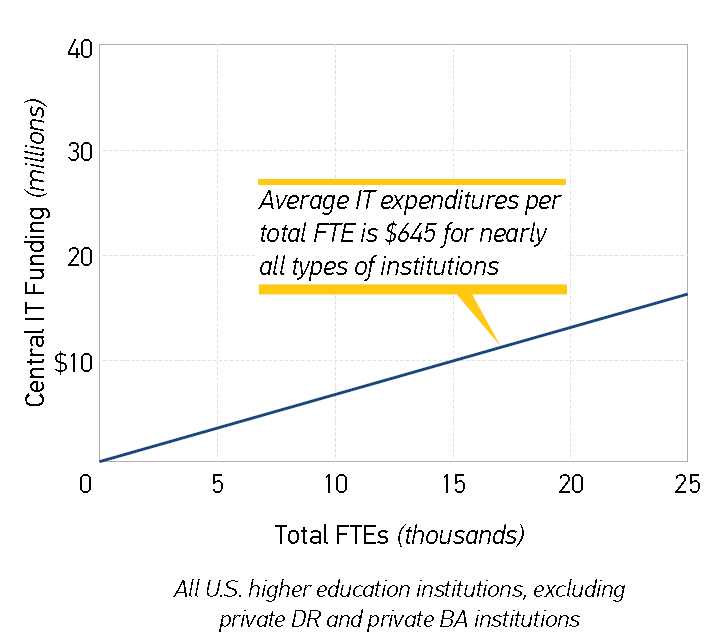 40
30
20
$10
Central IT Funding (millions)
Average IT expenditures per
total FTE is $645 for nearly
all types of institutions
0
5
10
15
20
25
Total FTEs (thousands)
All U.S. higher education institutions, excluding
private DR and private BA institutions